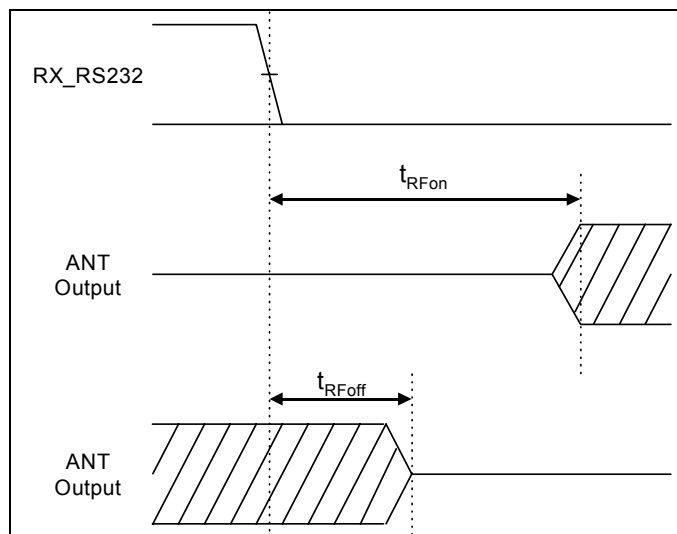 RX_RS232
tRFon
ANT
Output
tRFoff
ANT
Output